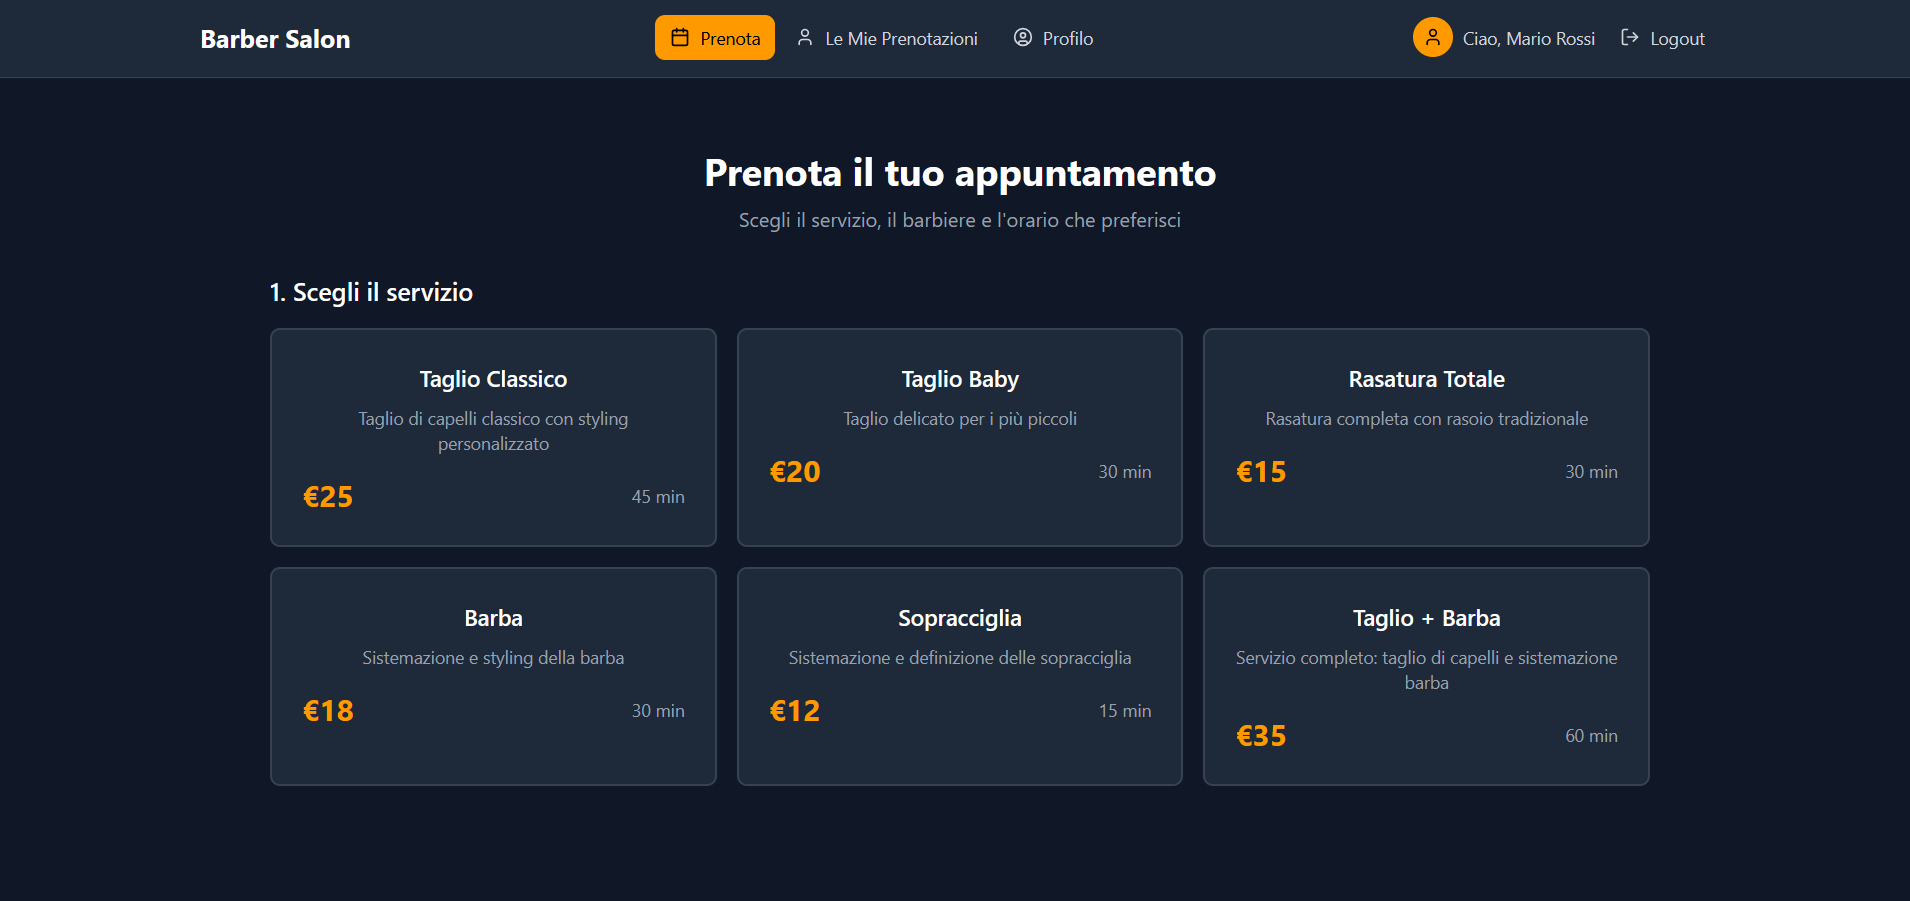 Barber Salon
Prenota
Le Mie Prenotazioni
Profilo
Ciao, Mario Rossi
Logout
Prenota il tuo appuntamento
Scegli il servizio, il barbiere e l'orario che preferisci
1. Scegli il servizio
Taglio Classico
Taglio di capelli classico con styling
personalizzato
€25
45 min
Taglio Baby
Taglio delicato per i più piccoli
€20
30 min
Rasatura Totale
Rasatura completa con rasoio tradizionale
€15
30 min
Barba
Sistemazione e styling della barba
€18
30 min
Sopracciglia
Sistemazione e definizione delle sopracciglia
€12
15 min
Taglio + Barba
Servizio completo: taglio di capelli e sistemazione
barba
€35
60 min